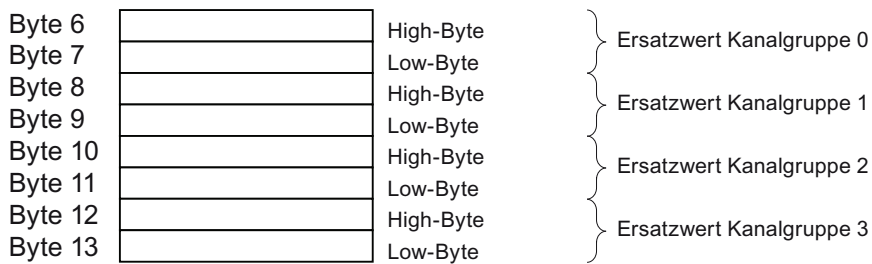 Byte 6 High-Byte
Ersatzwert Kanalgruppe 0
Byte 7 Low-Byte
Byte 8 High-Byte
Ersatzwert Kanalgruppe 1
Byte 9 Low-Byte
Byte 10 High-Byte
Ersatzwert Kanalgruppe 2
Byte 11 Low-Byte
Byte 12 High-Byte
Ersatzwert Kanalgruppe 3
Byte 13 Low-Byte